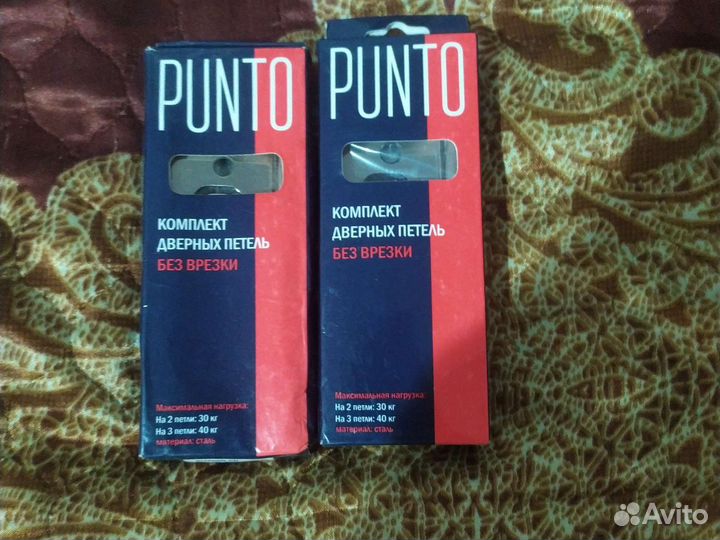 PUNTO
КОМПЛЕКТ
ДВЕРНЫХ ПЕТЕЛЬ
БЕЗ ВРЕЗКИ
Максимальная нагрузка:
На 2 петли: 30 кг
На 3 петли: 40 кг
материал: сталь
PUNTO
КОМПЛЕКТ
ДВЕРНЫХ ПЕТЕЛЬ
БЕЗ ВРЕЗКИ
Максимальная нагрузка:
На 2 петли: 30 кг
На 3 петли: 40 кг
материал: сталь
Avito